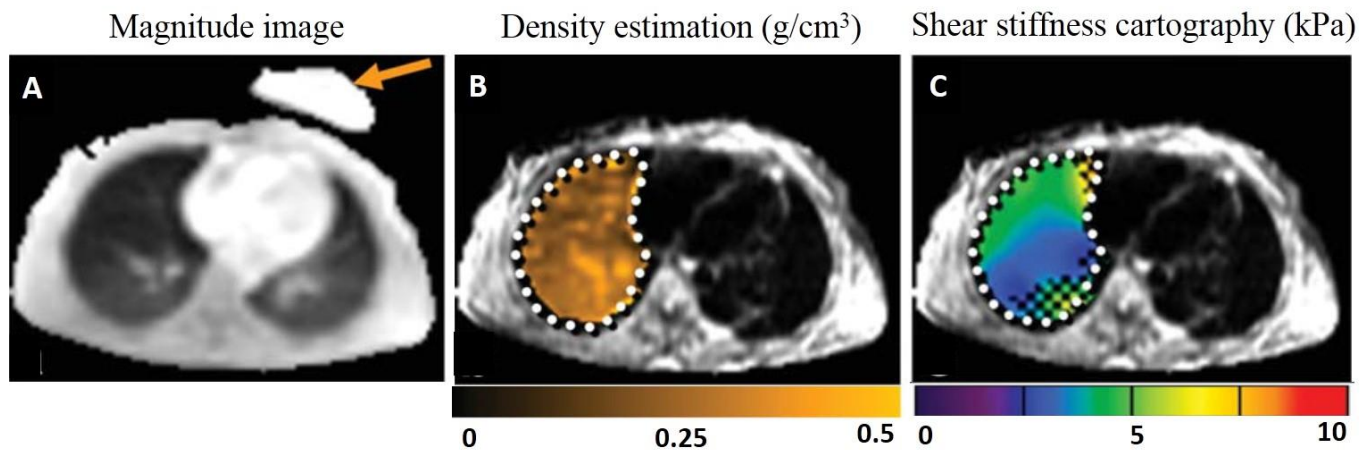 Magnitude image
Density estimation (g/cm³)
Shear stiffness cartography (kPa)
A
B
C
0
0.25
0.5
0
5
10